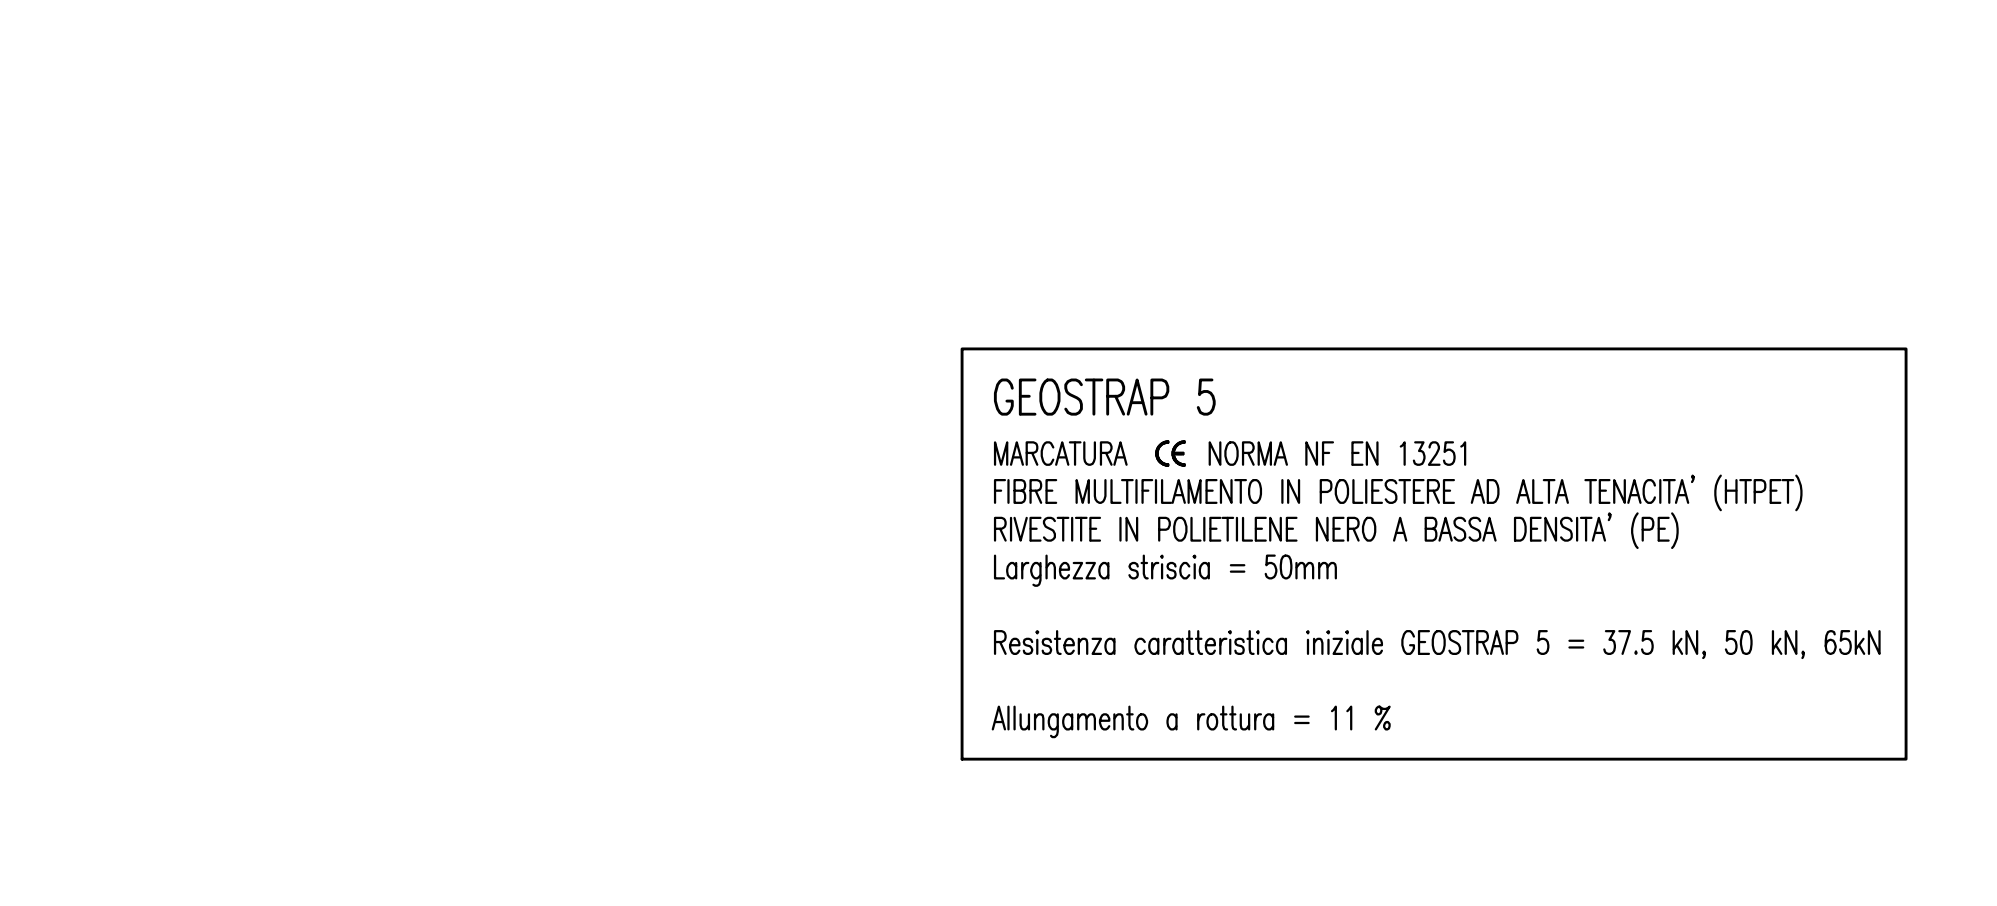 GEOSTRAP 5
MARCATURA CE NORMA NF EN 13251
FIBRE MULTIFILAMENTO IN POLIESTERE AD ALTA TENACITA' (HTPET)
RIVESTITE IN POLIETILENE NERO A BASSA DENSITA' (PE)
Larghezza striscia = 50mm
Resistenza caratteristica iniziale GEOSTRAP 5 = 37.5 kN, 50 kN, 65kN
Allungamento a rottura = 11 %